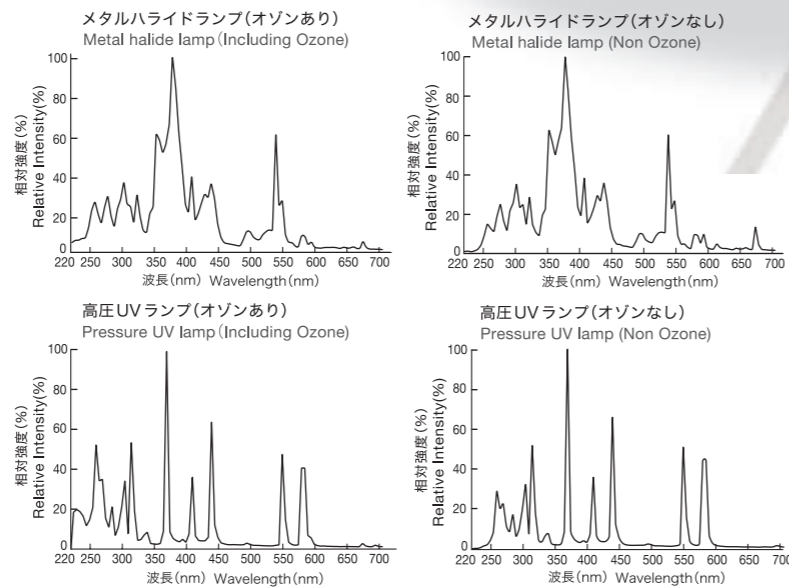 メタルハライドランプ(オゾンあり)
Metal halide lamp(Including Ozone)
相対強度(%)
Relative Intensity(%)
100
80
60
40
20
0
220 250 300 350 400 450 500 550 600 650 700
波長(nm) Wavelength(nm)
メタルハライドランプ(オゾンなし)
Metal halide lamp (Non Ozone)
相対強度(%)
Relative Intensity(%)
100
80
60
40
20
0
220 250 300 350 400 450 500 550 600 650 700
波長(nm) Wavelength(nm)
高圧UVランプ(オゾンあり)
Pressure UV lamp(Including Ozone)
相対強度(%)
Relative Intensity(%)
100
80
60
40
20
0
220 250 300 350 400 450 500 550 600 650 700
波長(nm) Wavelength(nm)
高圧UVランプ(オゾンなし)
Pressure UV lamp (Non Ozone)
相対強度(%)
Relative Intensity(%)
100
80
60
40
20
0
220 250 300 350 400 450 500 550 600 650 700
波長(nm) Wavelength(nm)